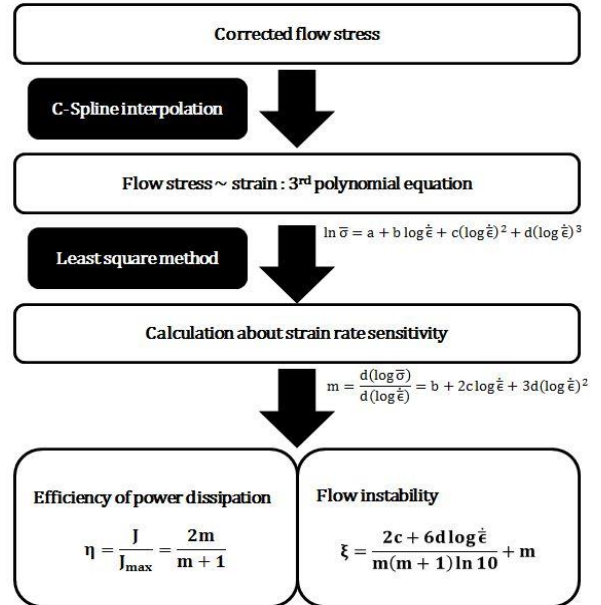 Corrected flow stress
C-Spline interpolation
Flow stress ~ strain : 3rd polynomial equation
ln σ̅ = a + b log ε̇̅ + c(log ε̇̅)² + d(log ε̇̅)³
Least square method
Calculation about strain rate sensitivity
m = d(log σ̅)/d(log ε̇̅) = b + 2c log ε̇̅ + 3d(log ε̇̅)²
Efficiency of power dissipation
η = J/Jmax = 2m/(m + 1)
Flow instability
ξ = (2c + 6d log ε̇̅)/(m(m + 1) ln 10) + m